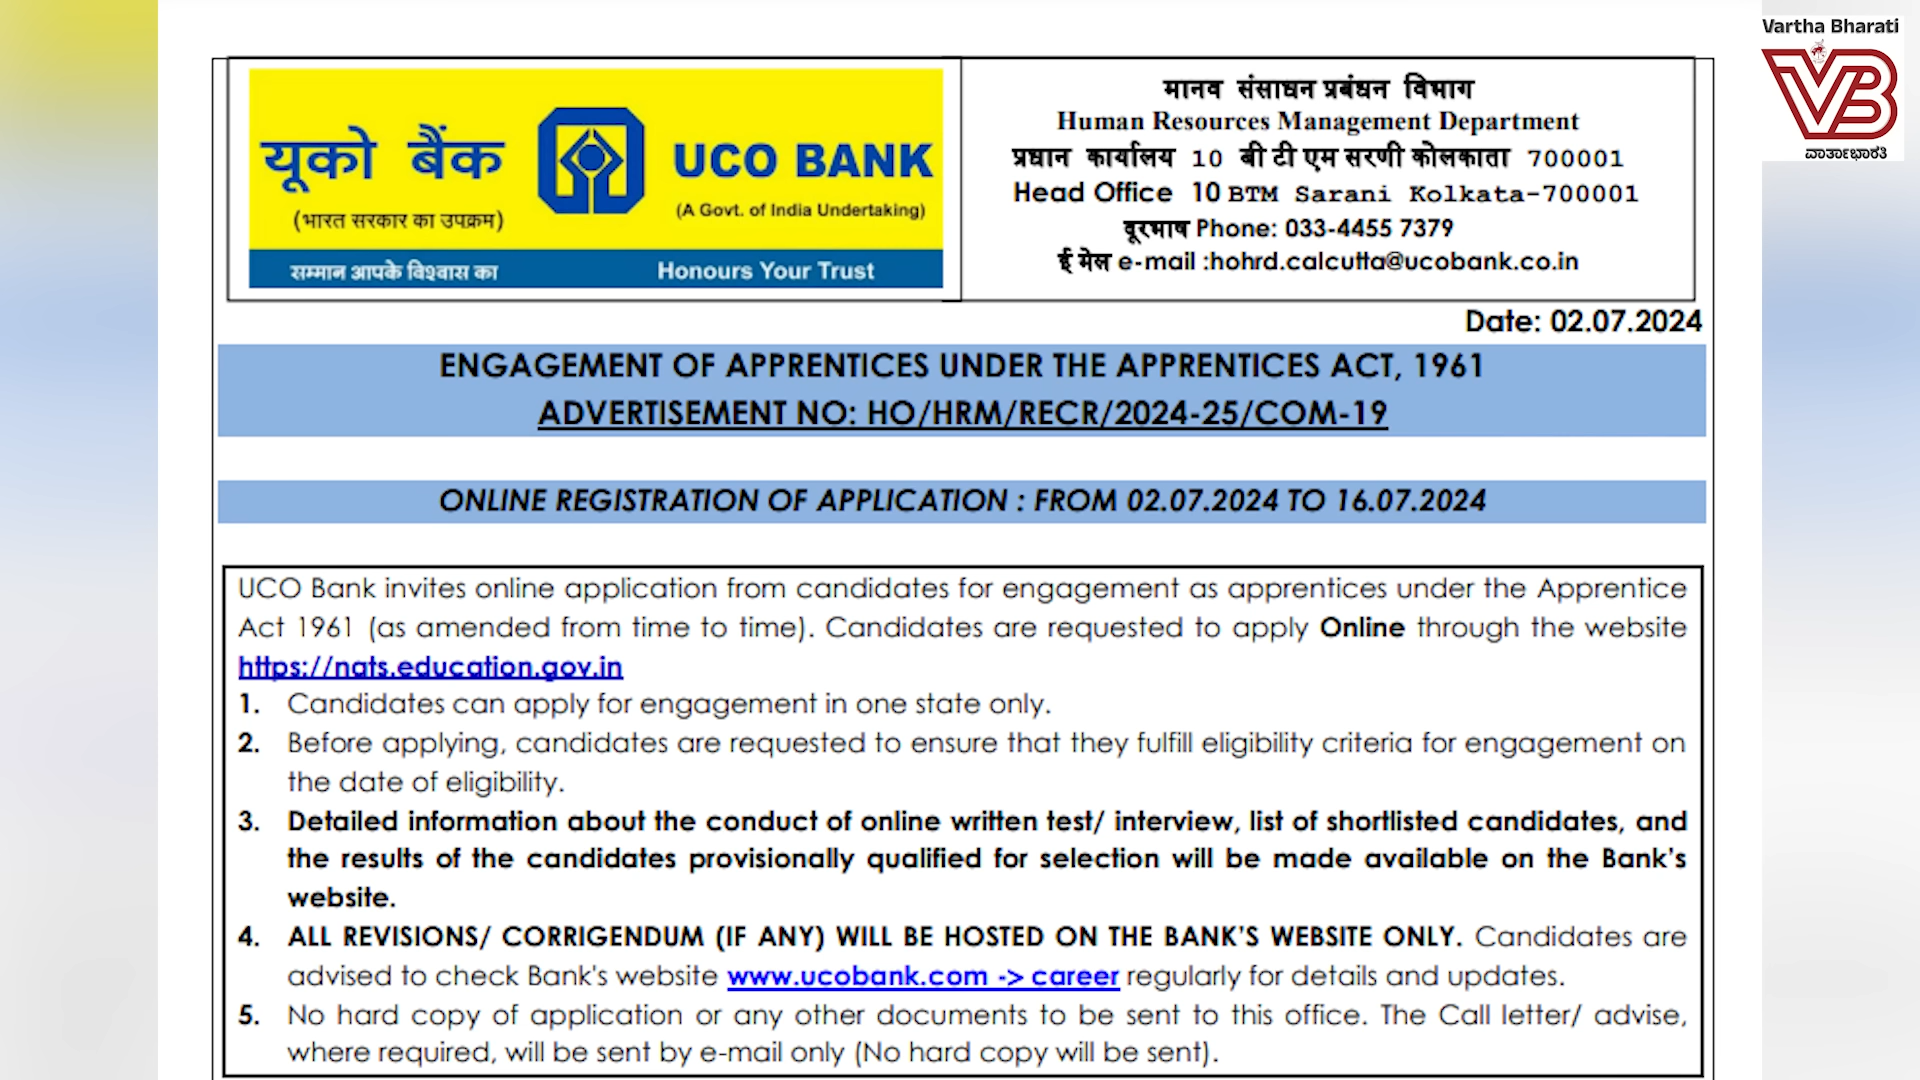 Vartha Bharati
VB
ವಾರ್ತಾಭಾರತಿ
यूको बैंक
(भारत सरकार का उपक्रम)
UCO BANK
(A Govt. of India Undertaking)
सम्मान आपके विश्वास का
Honours Your Trust
मानव संसाधन प्रबंधन विभाग
Human Resources Management Department
प्रधान कार्यालय 10 बी टी एम सरणी कोलकाता 700001
Head Office 10 BTM Sarani Kolkata-700001
दूरभाष Phone: 033-4455 7379
ई मेल e-mail :hohrd.calcutta@ucobank.co.in
Date: 02.07.2024
ENGAGEMENT OF APPRENTICES UNDER THE APPRENTICES ACT, 1961
ADVERTISEMENT NO: HO/HRM/RECR/2024-25/COM-19
ONLINE REGISTRATION OF APPLICATION : FROM 02.07.2024 TO 16.07.2024
UCO Bank invites online application from candidates for engagement as apprentices under the Apprentice
Act 1961 (as amended from time to time). Candidates are requested to apply Online through the website
https://nats.education.gov.in
1. Candidates can apply for engagement in one state only.
2. Before applying, candidates are requested to ensure that they fulfill eligibility criteria for engagement on
the date of eligibility.
3. Detailed information about the conduct of online written test/ interview, list of shortlisted candidates, and
the results of the candidates provisionally qualified for selection will be made available on the Bank's
website.
4. ALL REVISIONS/ CORRIGENDUM (IF ANY) WILL BE HOSTED ON THE BANK'S WEBSITE ONLY. Candidates are
advised to check Bank's website www.ucobank.com -> career regularly for details and updates.
5. No hard copy of application or any other documents to be sent to this office. The Call letter/ advise,
where required, will be sent by e-mail only (No hard copy will be sent).